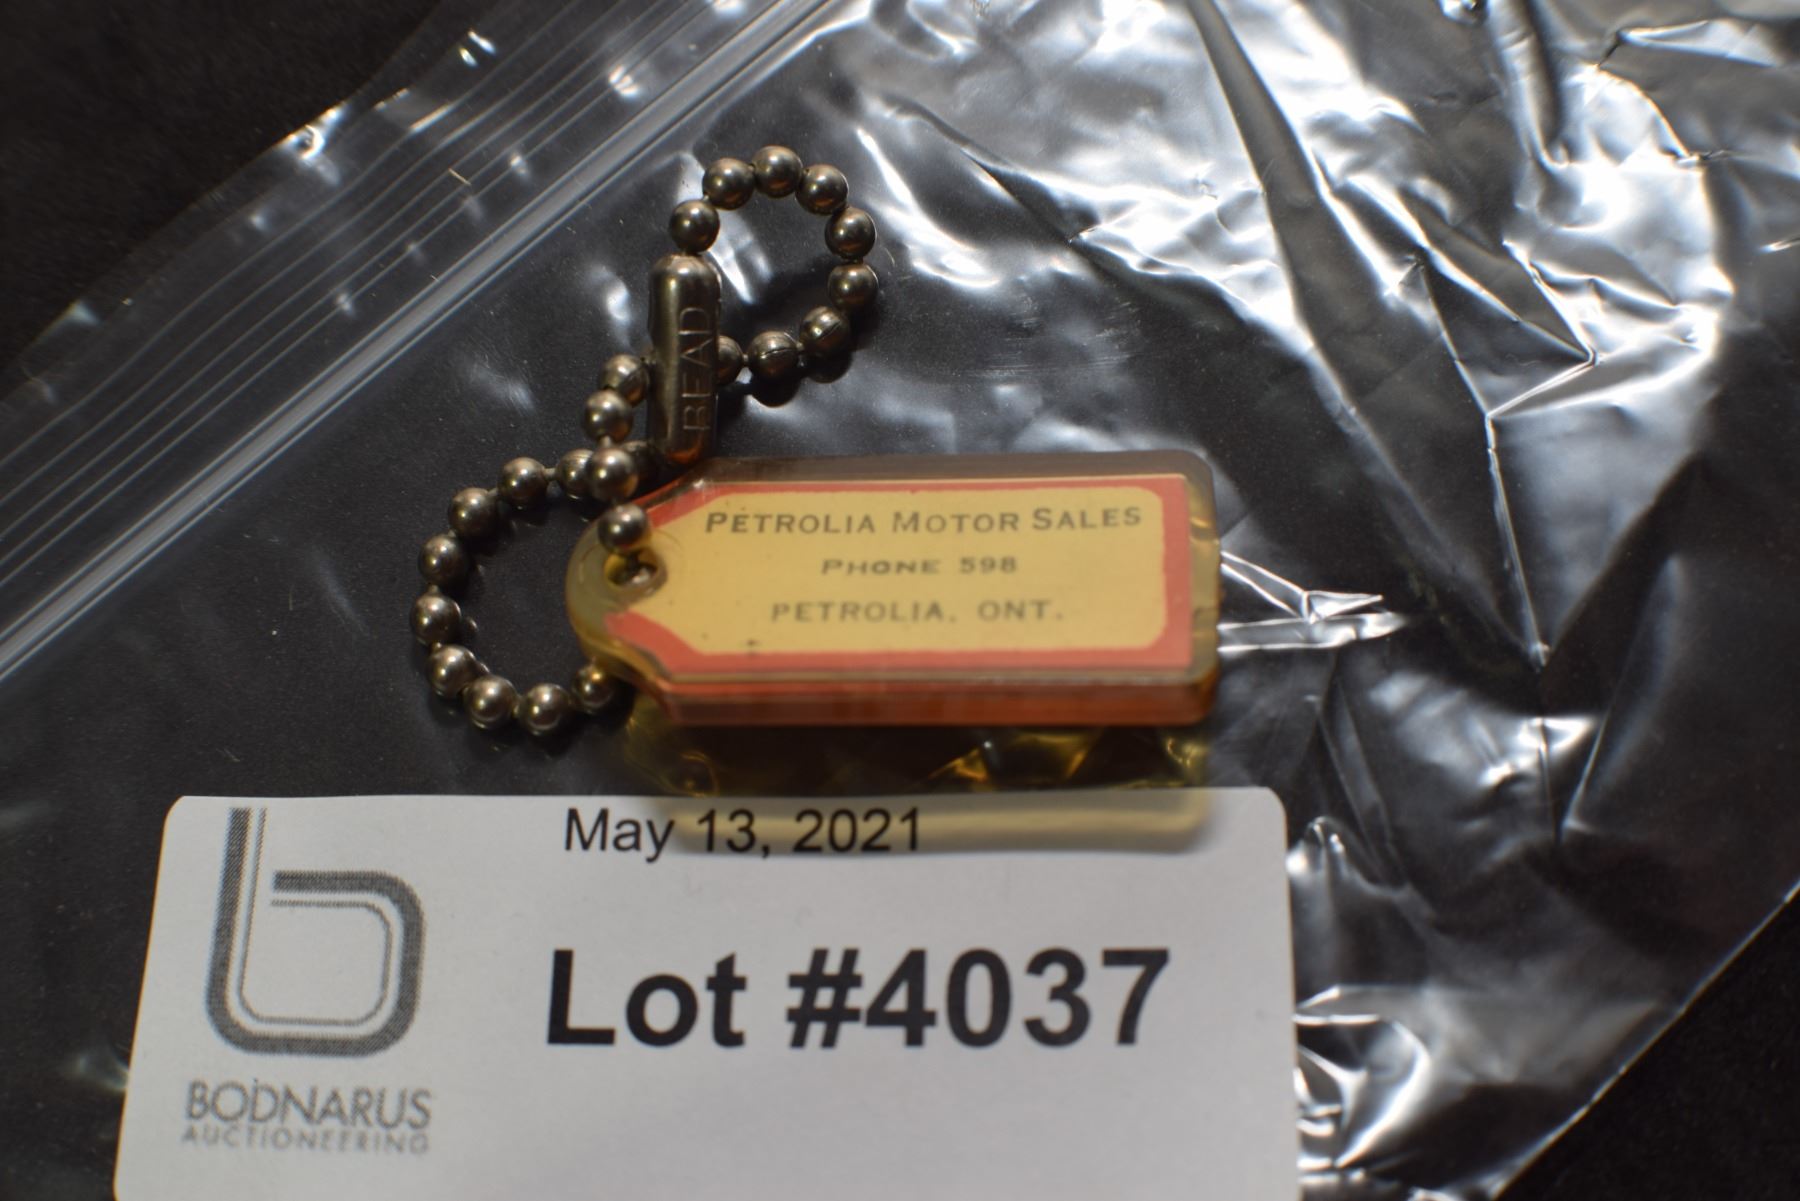 BEAD
PETROLIA MOTOR SALES
PHONE 598
PETROLIA, ONT.
May 13, 2021
Lot #4037
b
BODNARUS
AUCTIONEERING